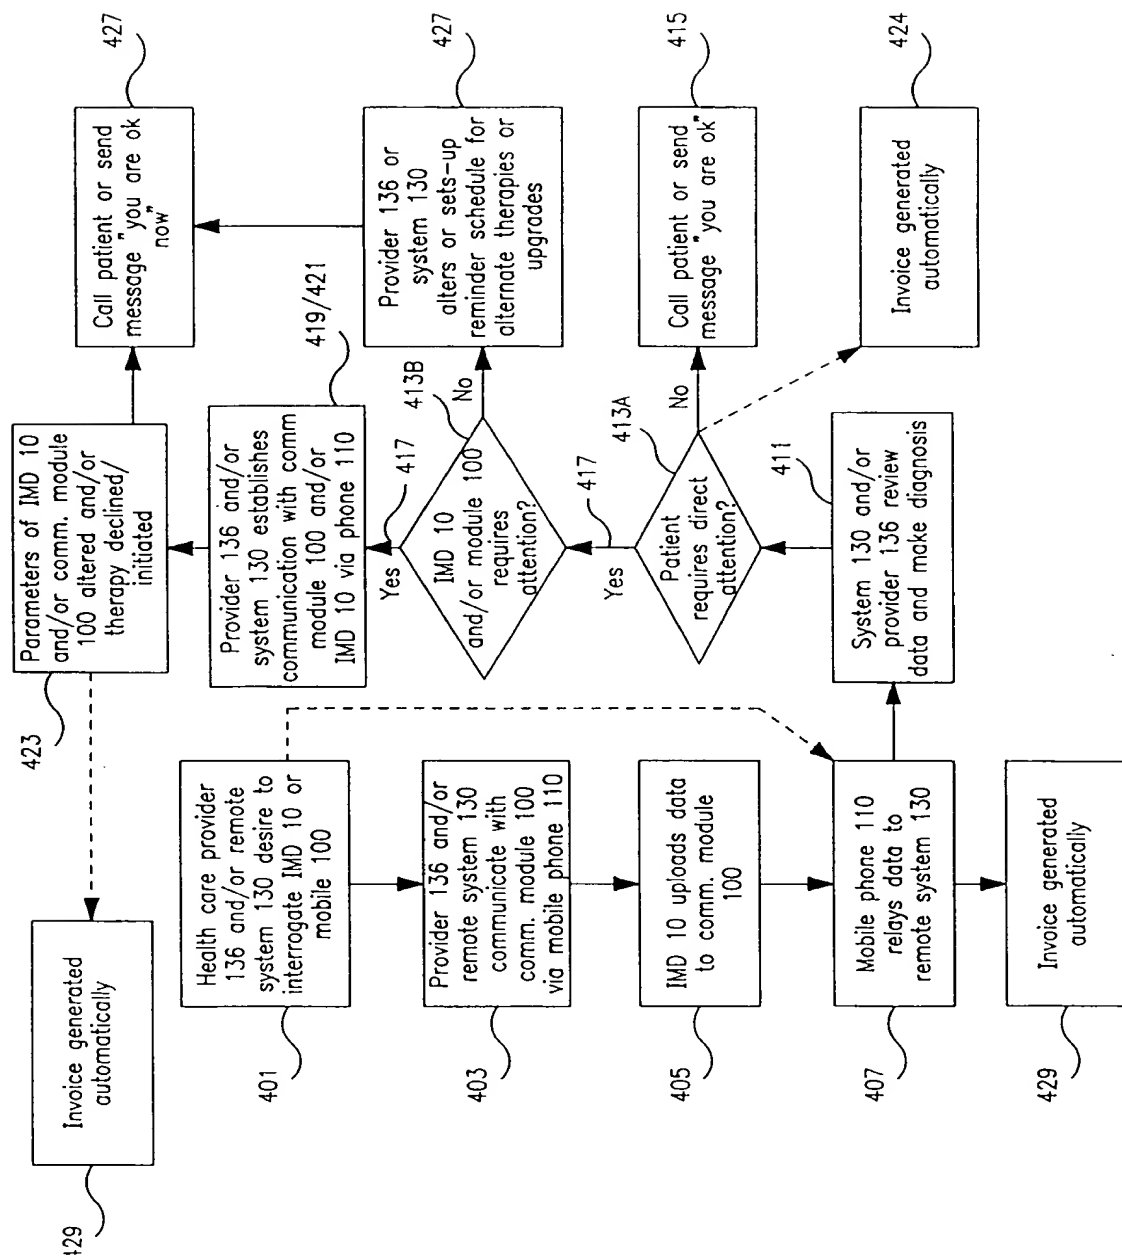 427
Call patient or send
message "you are ok
now"
427
Provider 136 or
system 130
alters or sets-up
reminder schedule for
alternate therapies or
upgrades
415
Call patient or send
message "you are ok"
424
Invoice generated
automatically
Parameters of IMD 10
and/or comm. module
100 altered and/or
therapy declined/
initiated
423
Provider 136 and/or
system 130 establishes
communication with comm
module 100 and/or
IMD 10 via phone 110
419/421
Yes
417
IMD 10
and/or module 100
requires
attention?
413B
No
Yes
417
Patient
requires direct
attention?
413A
No
System 130 and/or
provider 136 review
data and make diagnosis
411
Invoice generated
automatically
429
Health care provider
136 and/or remote
system 130 desire to
interrogate IMD 10 or
mobile 100
401
Provider 136 and/or
remote system 130
communicate with
comm. module 100
via mobile phone 110
403
IMD 10 uploads data
to comm. module
100
405
Mobile phone 110
relays data to
remote system 130
407
Invoice generated
automatically
429